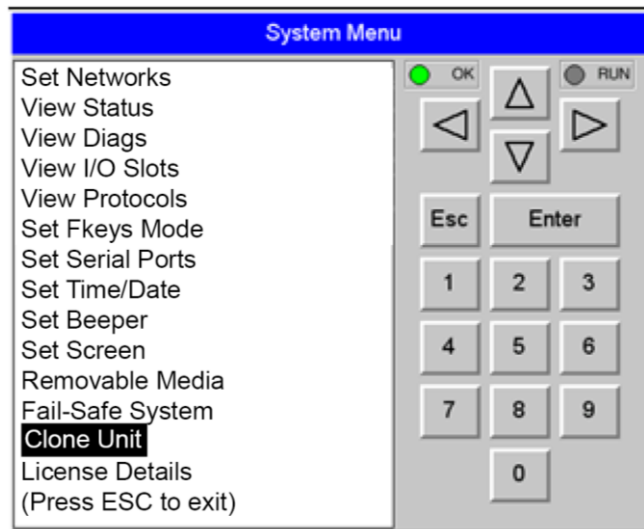 System Menu
Set Networks
View Status
View Diags
View I/O Slots
View Protocols
Set Fkeys Mode
Set Serial Ports
Set Time/Date
Set Beeper
Set Screen
Removable Media
Fail-Safe System
Clone Unit
License Details
(Press ESC to exit)
OK
RUN
Esc
Enter
1
2
3
4
5
6
7
8
9
0